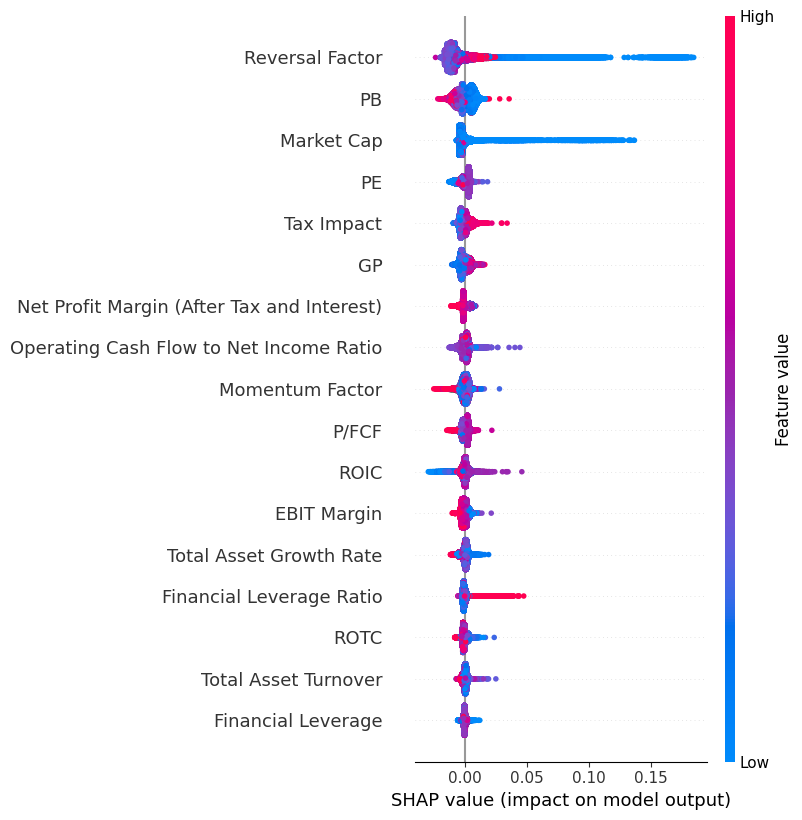 High
Reversal Factor
PB
Market Cap
PE
Tax Impact
GP
Net Profit Margin (After Tax and Interest)
Operating Cash Flow to Net Income Ratio
Momentum Factor
P/FCF
ROIC
EBIT Margin
Total Asset Growth Rate
Financial Leverage Ratio
ROTC
Total Asset Turnover
Financial Leverage
Feature value
Low
0.00 0.05 0.10 0.15
SHAP value (impact on model output)